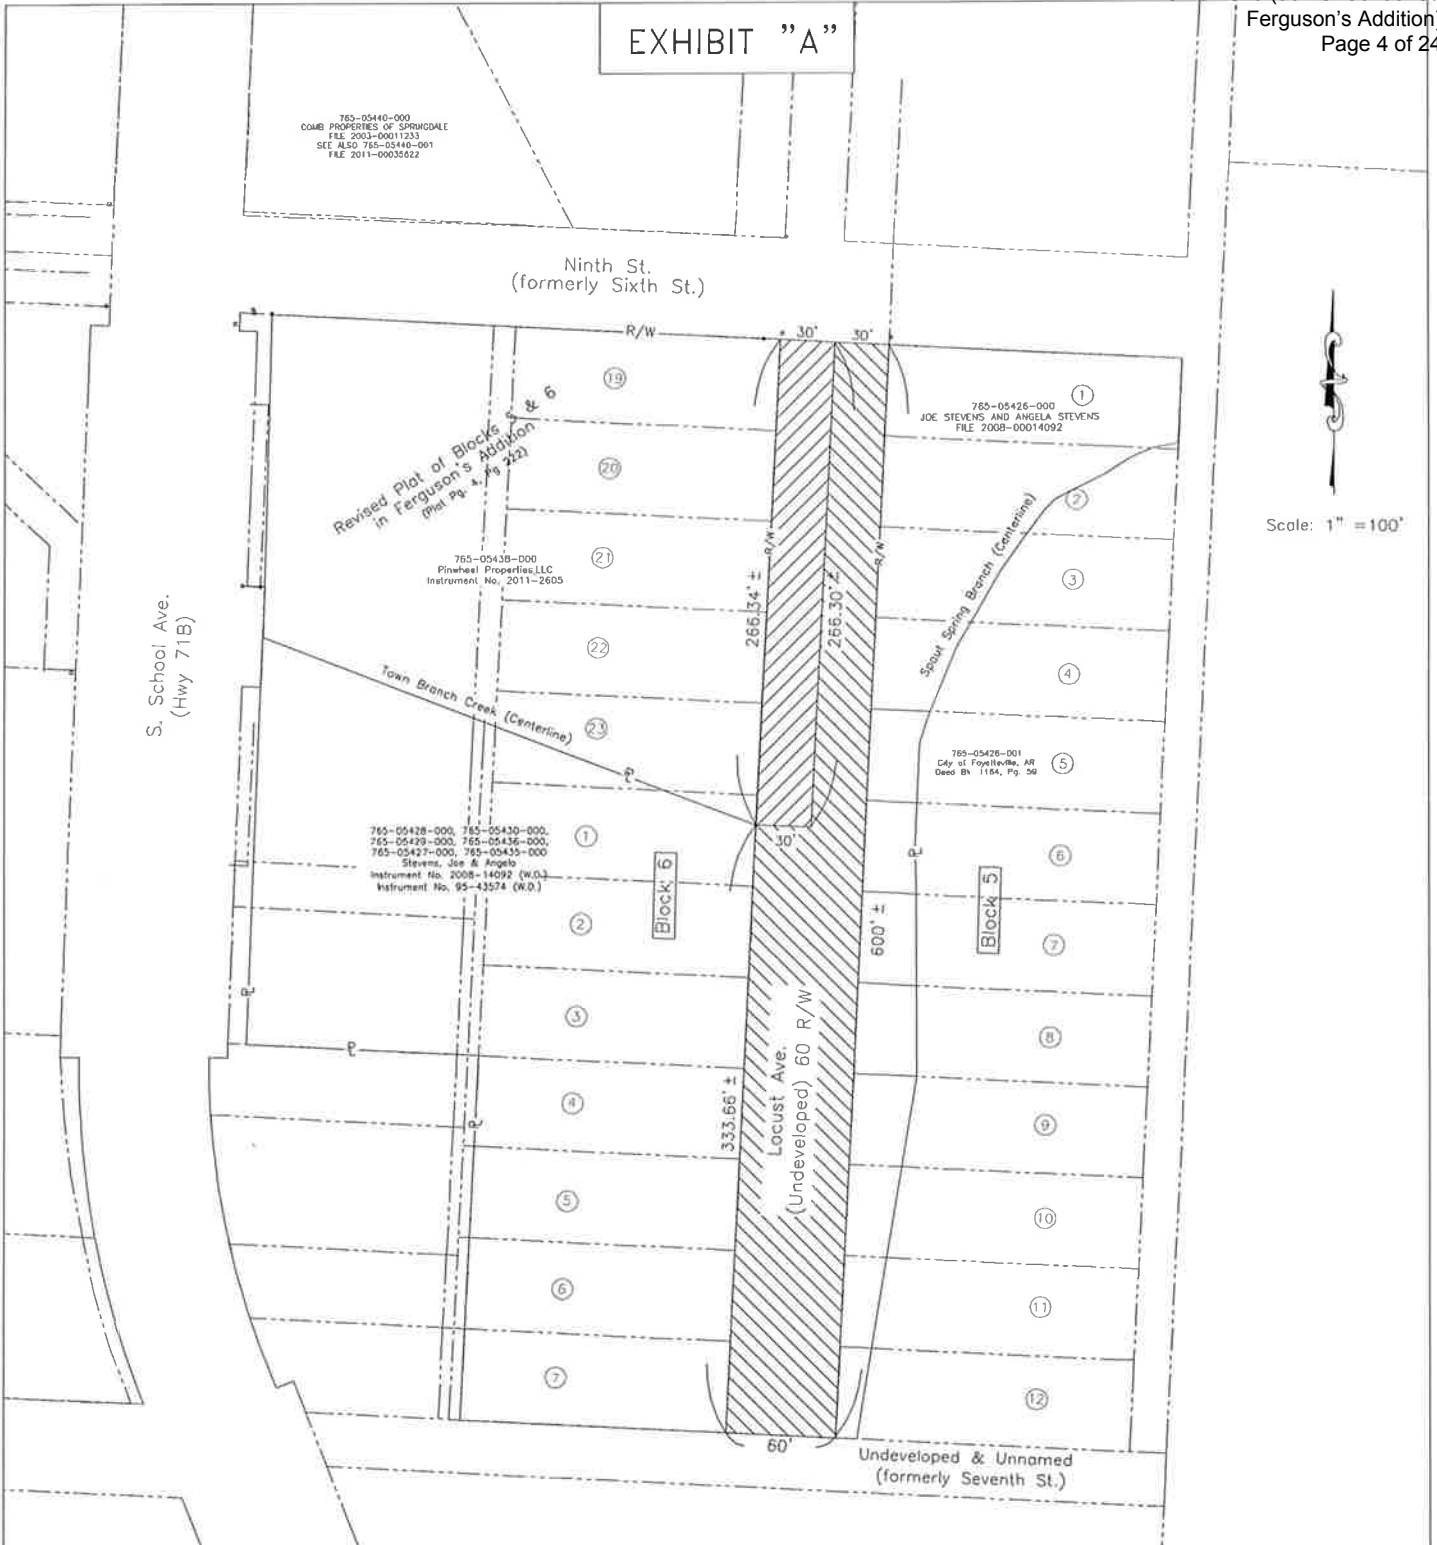 Ferguson's Addition)
Page 4 of 24
EXHIBIT "A"
765-05440-000
COMB PROPERTIES OF SPRINGDALE
FILE 2003-00011233
SEE ALSO 765-05440-001
FILE 2011-00035622
Ninth St.
(formerly Sixth St.)
R/W
30'
30'
19
Revised Plat of Blocks 5 & 6
in Ferguson's Addition
(Plat Pg. 4, Pg 222)
1
765-05426-000
JOE STEVENS AND ANGELA STEVENS
FILE 2008-00014092
20
2
Scale: 1" =100'
R/W
R/W
21
765-05438-000
Pinwheel Properties,LLC
Instrument No. 2011-2605
3
Spout Spring Branch (Centerline)
266.34' ±
266.30' ±
S. School Ave.
(Hwy 71B)
22
4
Town Branch Creek (Centerline)
23
765-05426-001
City of Fayetteville, AR
Deed Bk 1164, Pg. 50
5
765-05428-000, 765-05430-000,
765-05429-000, 765-05436-000,
765-05427-000, 765-05435-000
Stevens, Joe & Angela
Instrument No. 2008-14092 (W.D.)
Instrument No. 95-43574 (W.D.)
1
30'
6
Block 6
Block 5
2
600' ±
7
3
8
Locust Ave.
(Undeveloped) 60 R/W
333.66' ±
4
9
5
10
6
11
7
12
60'
Undeveloped & Unnamed
(formerly Seventh St.)